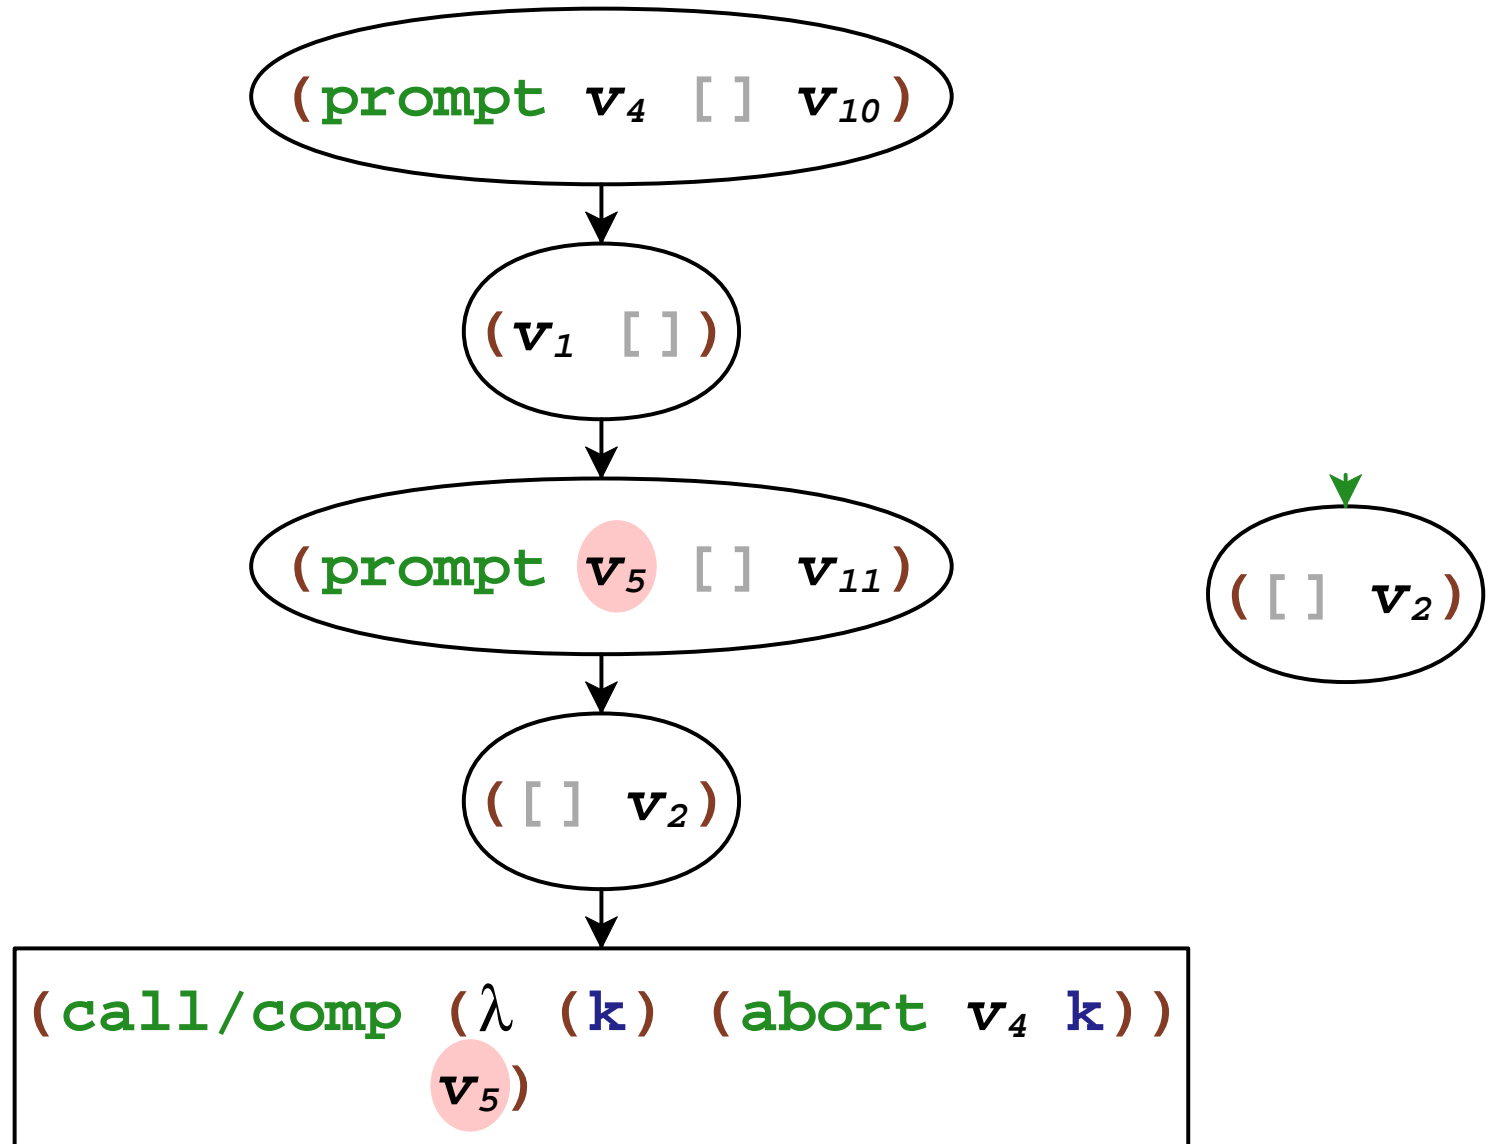 (prompt v₄ [] v₁₀)
(v₁ [])
(prompt v₅ [] v₁₁)
([] v₂)
([] v₂)
(call/comp (λ (k) (abort v₄ k))
v₅)